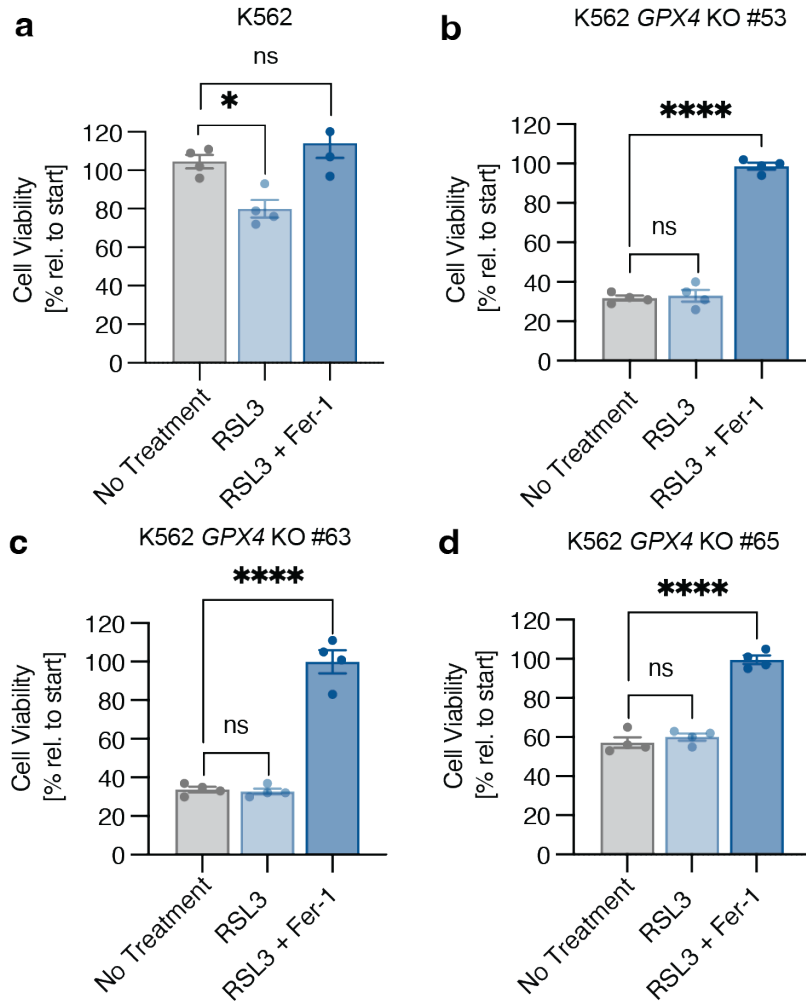 a
K562
ns
*
120
100
80
60
40
20
0
Cell Viability
[% rel. to start]
No Treatment
RSL3
RSL3 + Fer-1
b
K562 GPX4 KO #53
****
ns
120
100
80
60
40
20
0
Cell Viability
[% rel. to start]
No Treatment
RSL3
RSL3 + Fer-1
c
K562 GPX4 KO #63
****
ns
120
100
80
60
40
20
0
Cell Viability
[% rel. to start]
No Treatment
RSL3
RSL3 + Fer-1
d
K562 GPX4 KO #65
****
ns
120
100
80
60
40
20
0
Cell Viability
[% rel. to start]
No Treatment
RSL3
RSL3 + Fer-1